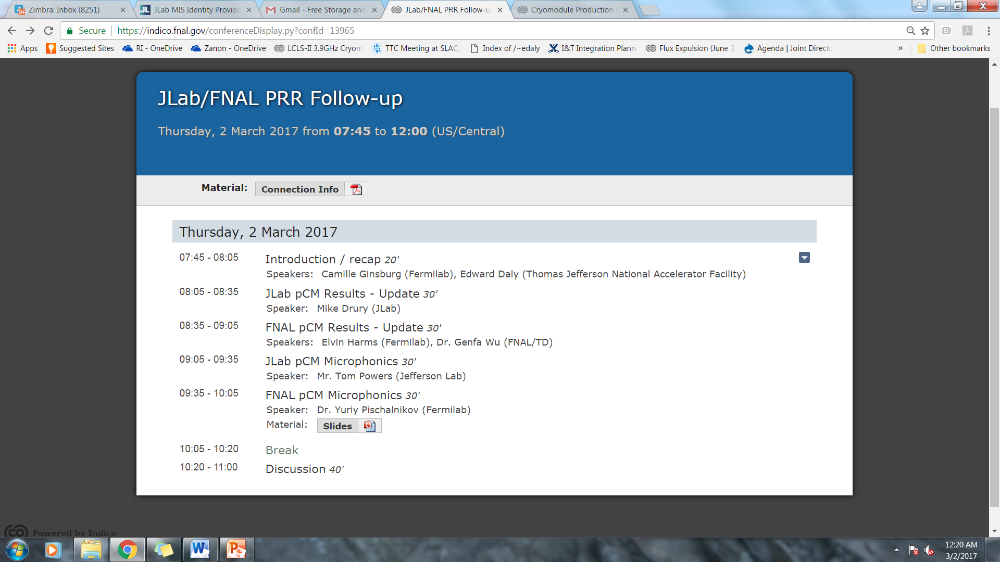 Zimbra: Inbox (8251)
JLab MIS Identity Provide
Gmail - Free Storage and
JLab/FNAL PRR Follow-u
Cryomodule Production
Secure https://indico.fnal.gov/conferenceDisplay.py?confId=13965
Apps Suggested Sites RI - OneDrive Zanon - OneDrive LCLS-II 3.9GHz Cryom TTC Meeting at SLAC, Index of /~edaly I&T Integration Planni Flux Expulsion (June 3 Agenda | Joint Directo » Other bookmarks
JLab/FNAL PRR Follow-up
Thursday, 2 March 2017 from 07:45 to 12:00 (US/Central)
Material: Connection Info
Thursday, 2 March 2017
07:45 - 08:05 Introduction / recap 20'
Speakers: Camille Ginsburg (Fermilab), Edward Daly (Thomas Jefferson National Accelerator Facility)
08:05 - 08:35 JLab pCM Results - Update 30'
Speaker: Mike Drury (JLab)
08:35 - 09:05 FNAL pCM Results - Update 30'
Speakers: Elvin Harms (Fermilab), Dr. Genfa Wu (FNAL/TD)
09:05 - 09:35 JLab pCM Microphonics 30'
Speaker: Mr. Tom Powers (Jefferson Lab)
09:35 - 10:05 FNAL pCM Microphonics 30'
Speaker: Dr. Yuriy Pischalnikov (Fermilab)
Material: Slides
10:05 - 10:20 Break
10:20 - 11:00 Discussion 40'
Powered by Indico
12:20 AM
3/2/2017